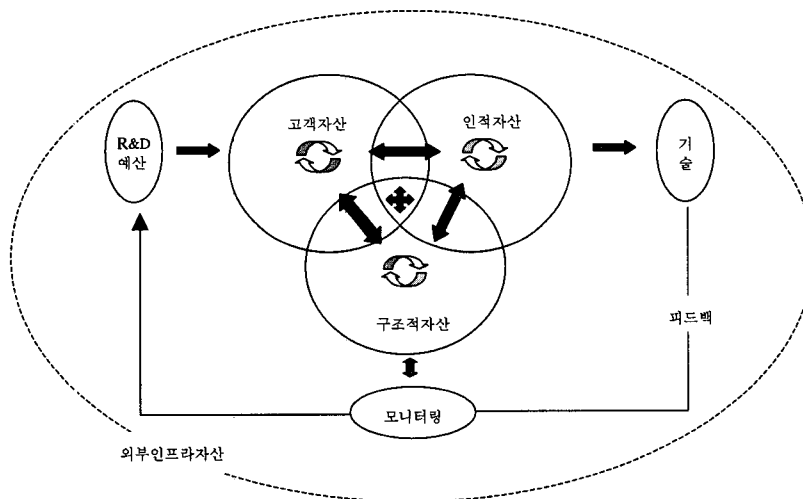 고객자산
인적자산
R&D
예산
기
술
구조적자산
피드백
모니터링
외부인프라자산